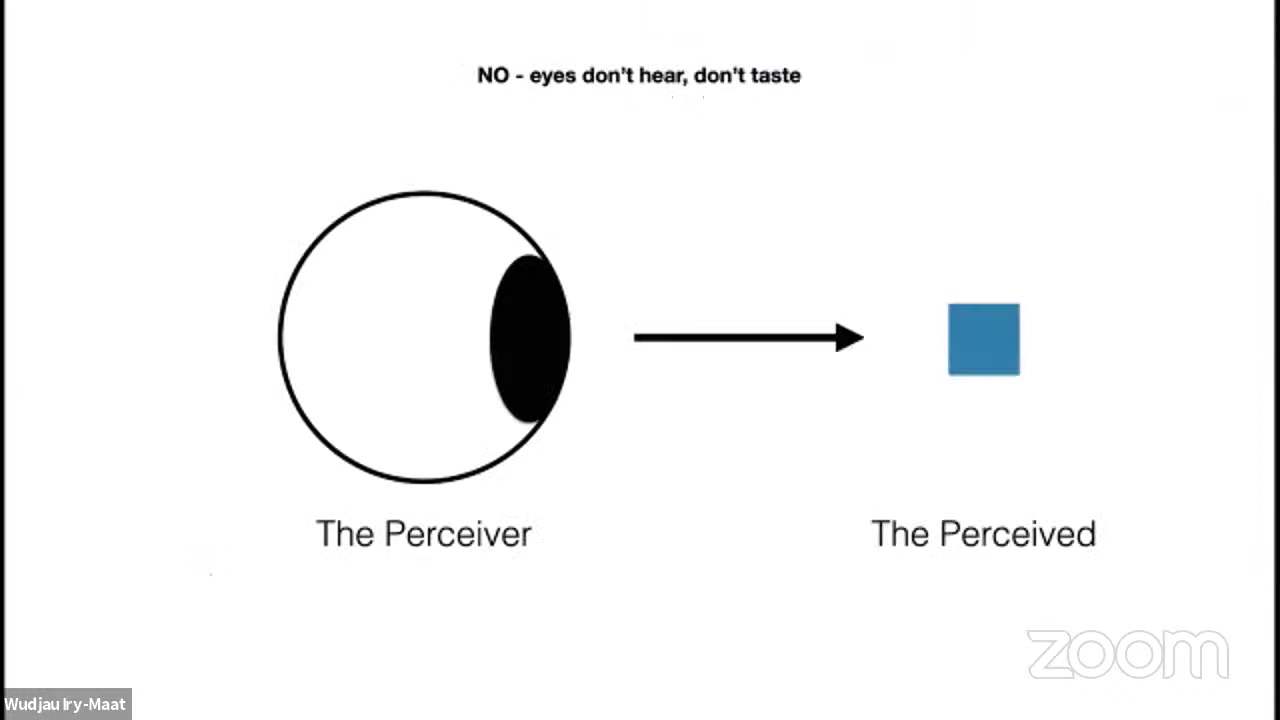 NO - eyes don't hear, don't taste
The Perceiver
The Perceived
zoom
Wudjau Iry-Maat